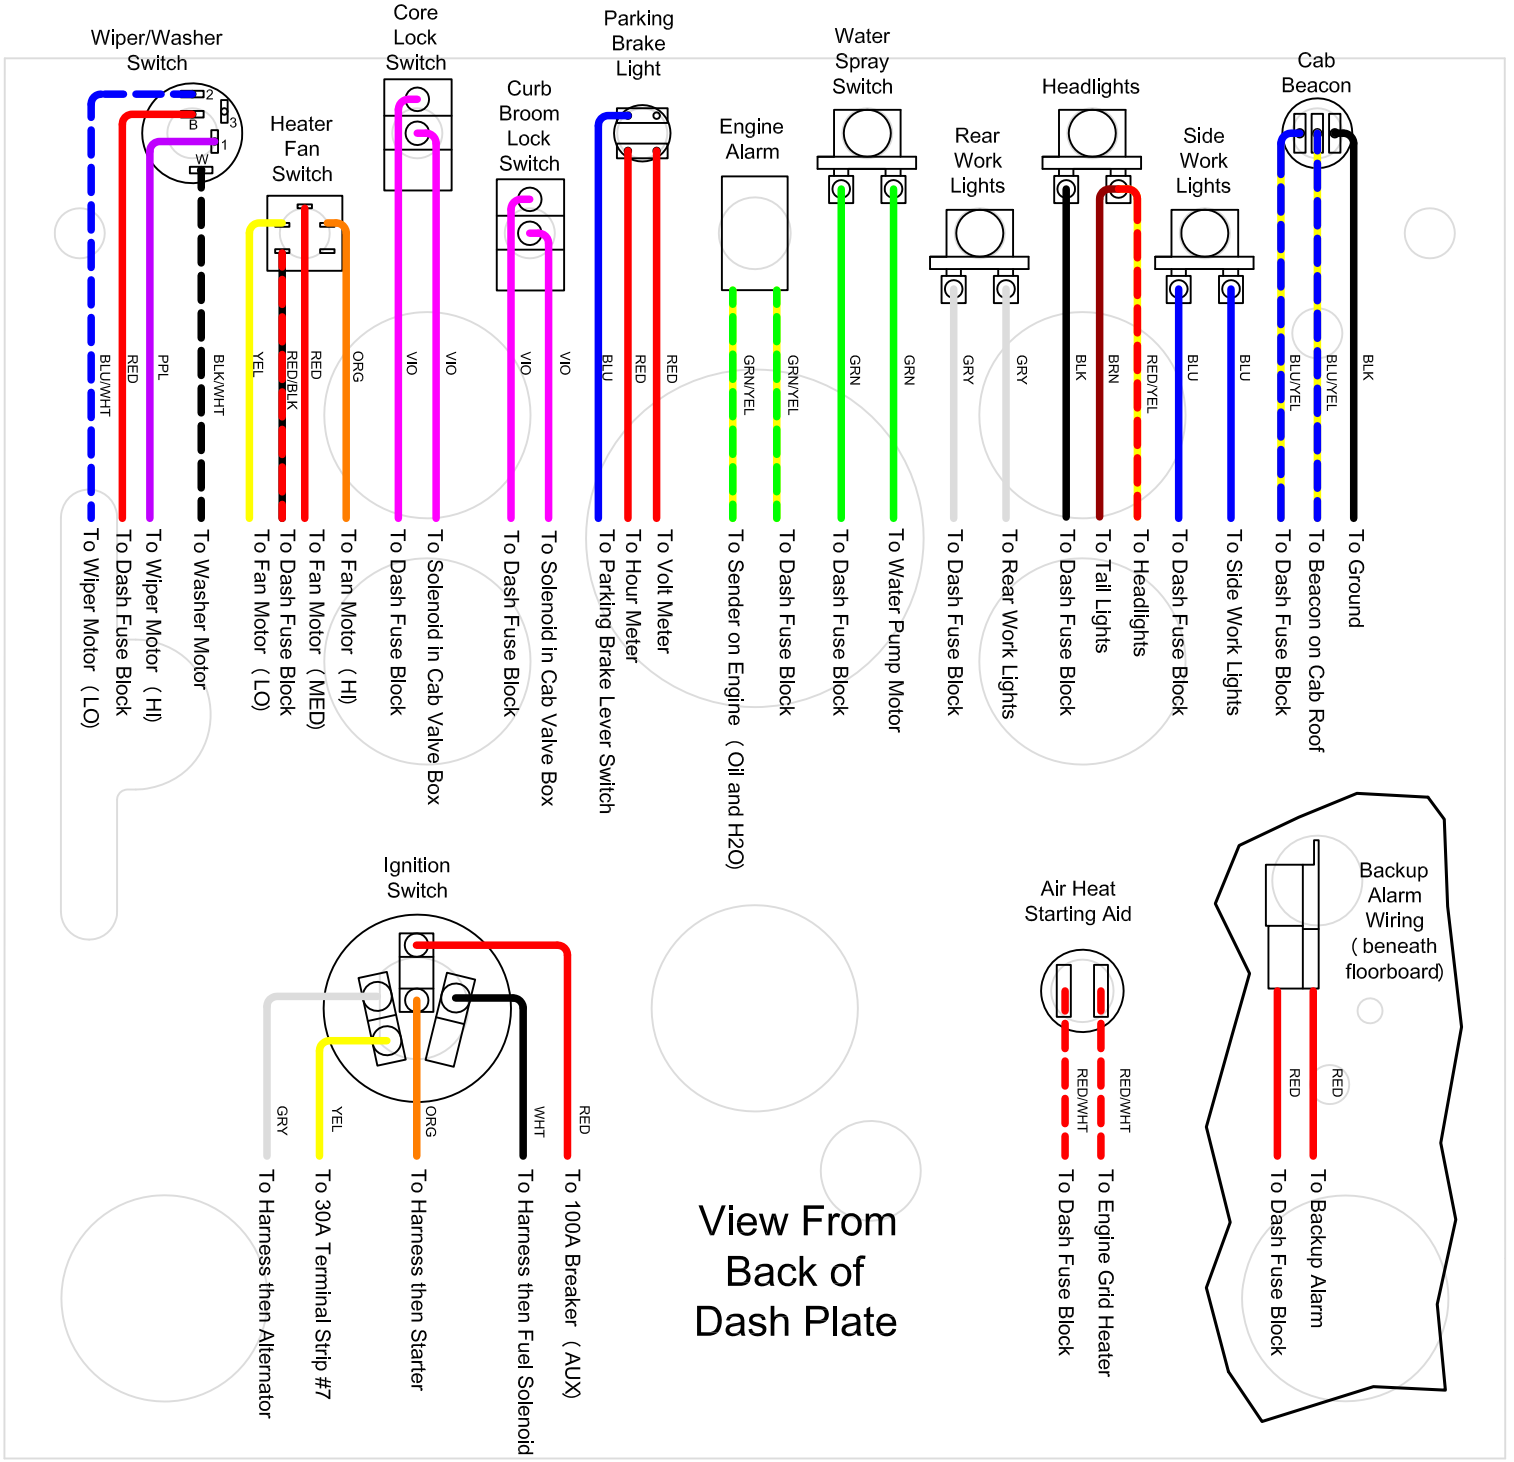 Wiper/Washer
Switch
2
B
3
1
W
Heater
Fan
Switch
Core
Lock
Switch
Curb
Broom
Lock
Switch
Parking
Brake
Light
Engine
Alarm
Water
Spray
Switch
Rear
Work
Lights
Headlights
Side
Work
Lights
Cab
Beacon
BLU/WHT
RED
PPL
BLK/WHT
YEL
RED/BLK
RED
ORG
VIO
VIO
VIO
VIO
BLU
RED
RED
GRN/YEL
GRN/YEL
GRN
GRN
GRY
GRY
BLK
BRN
RED/YEL
BLU
BLU
BLU/YEL
BLU/YEL
BLK
To Wiper Motor (LO)
To Dash Fuse Block
To Wiper Motor (HI)
To Washer Motor
To Fan Motor (LO)
To Dash Fuse Block
To Fan Motor (MED)
To Fan Motor (HI)
To Dash Fuse Block
To Solenoid in Cab Valve Box
To Dash Fuse Block
To Solenoid in Cab Valve Box
To Parking Brake Lever Switch
To Hour Meter
To Volt Meter
To Sender on Engine (Oil and H2O)
To Dash Fuse Block
To Dash Fuse Block
To Water Pump Motor
To Dash Fuse Block
To Rear Work Lights
To Dash Fuse Block
To Tail Lights
To Headlights
To Dash Fuse Block
To Side Work Lights
To Dash Fuse Block
To Beacon on Cab Roof
To Ground
Ignition
Switch
GRY
YEL
ORG
WHT
RED
To Harness then Alternator
To 30A Terminal Strip #7
To Harness then Starter
To Harness then Fuel Solenoid
To 100A Breaker (AUX)
View From
Back of
Dash Plate
Air Heat
Starting Aid
RED/WHT
RED/WHT
To Dash Fuse Block
To Engine Grid Heater
Backup
Alarm
Wiring
(beneath
floorboard)
RED
RED
To Dash Fuse Block
To Backup Alarm